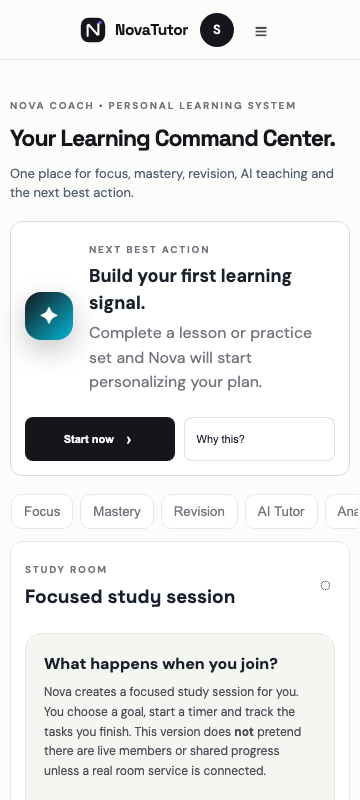 NovaTutor
S
NOVA COACH • PERSONAL LEARNING SYSTEM
Your Learning Command Center.
One place for focus, mastery, revision, AI teaching and
the next best action.
NEXT BEST ACTION
Build your first learning
signal.
Complete a lesson or practice
set and Nova will start
personalizing your plan.
Start now ›
Why this?
Focus
Mastery
Revision
AI Tutor
Ana
STUDY ROOM
Focused study session
What happens when you join?
Nova creates a focused study session for you.
You choose a goal, start a timer and track the
tasks you finish. This version does not pretend
there are live members or shared progress
unless a real room service is connected.